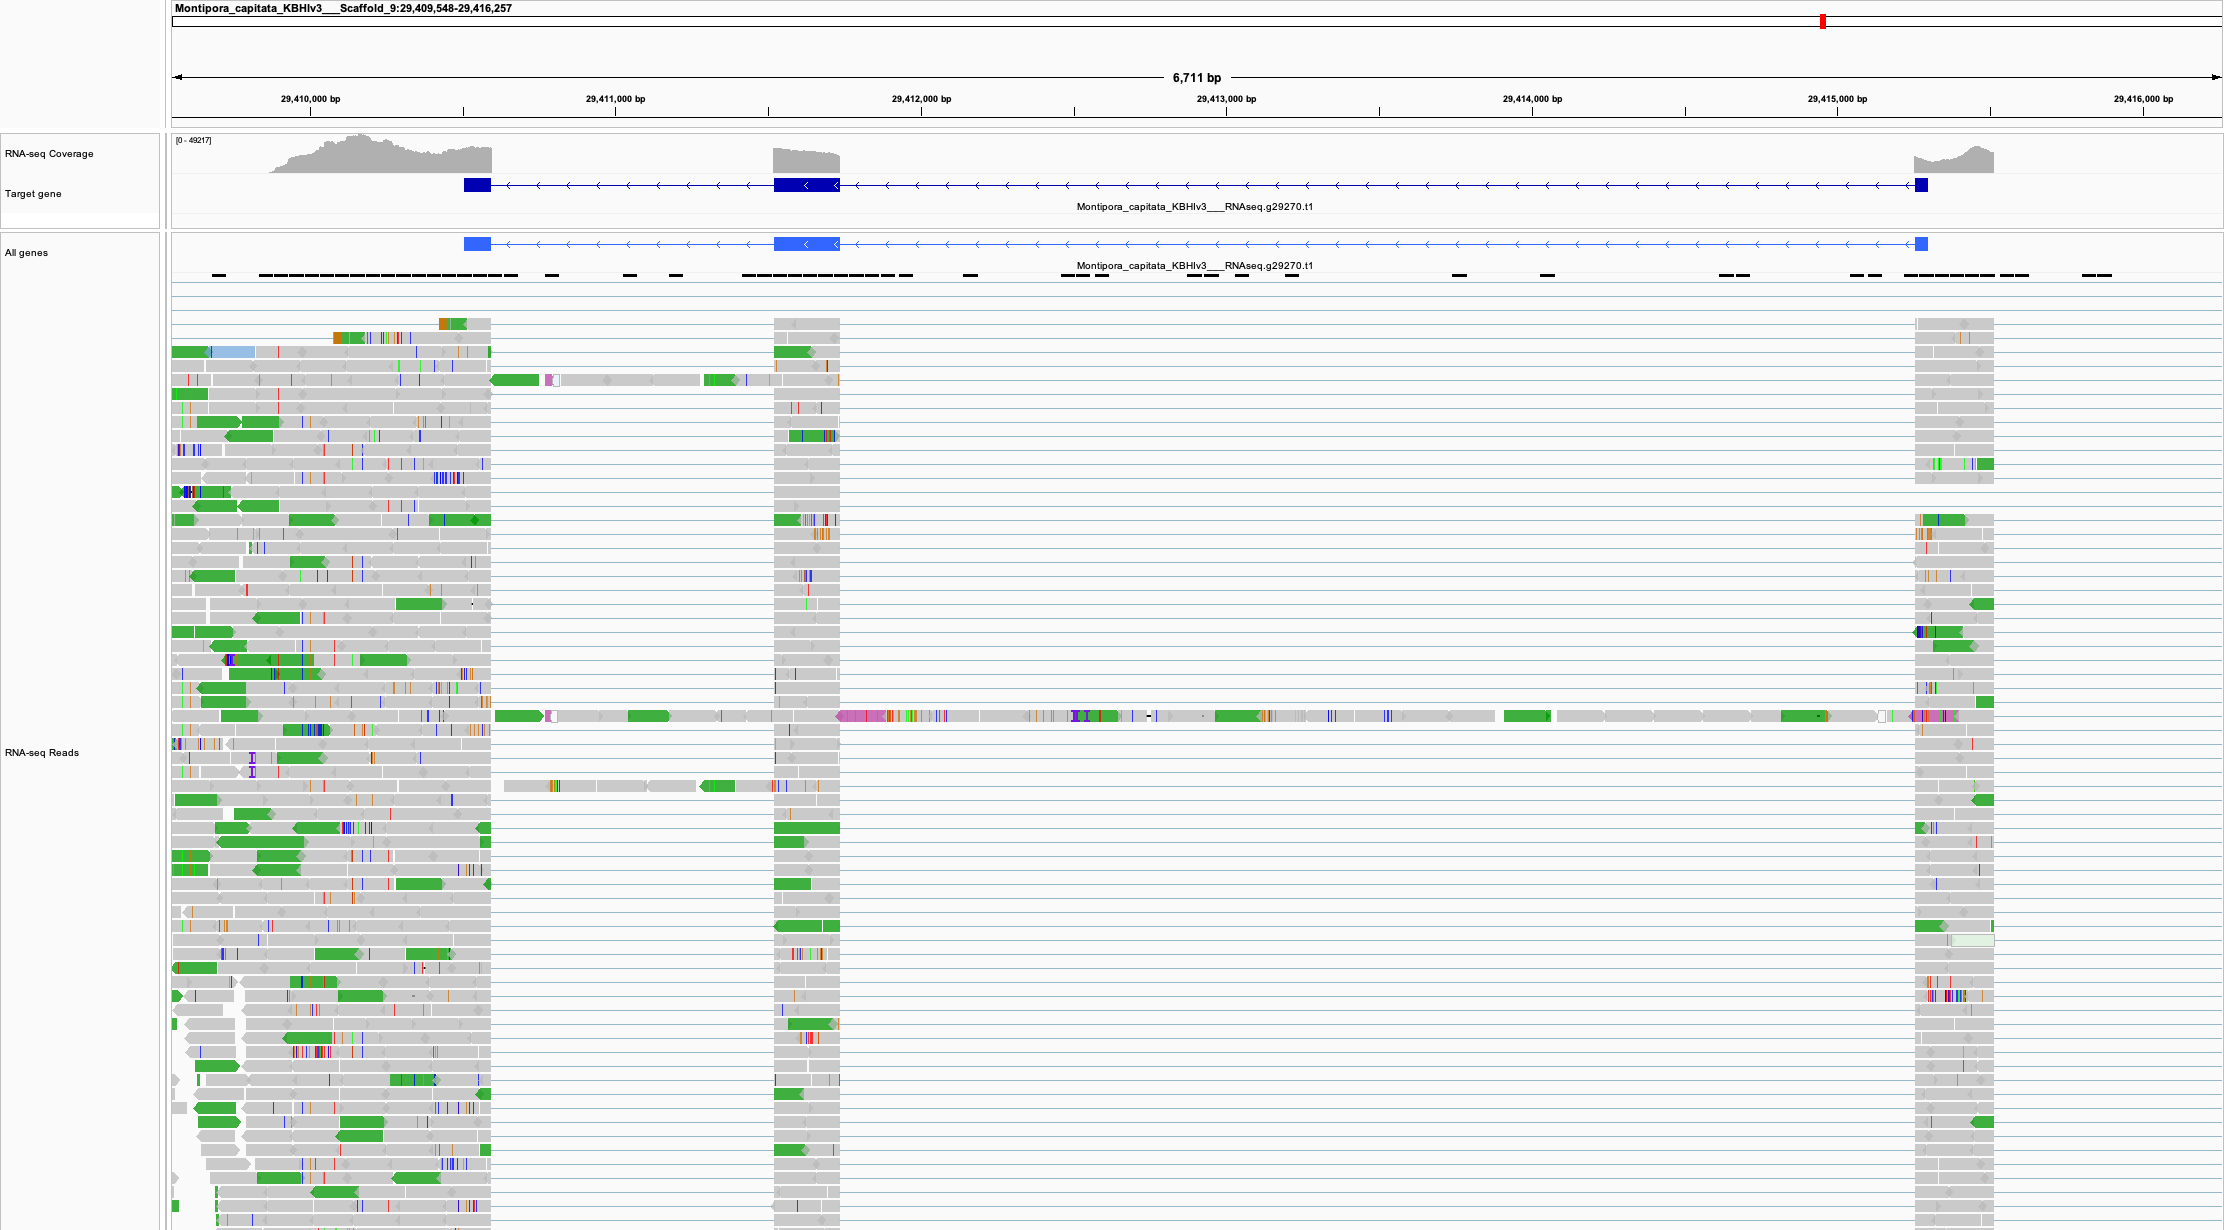 Montipora_capitata_KBHIv3___Scaffold_9:29,409,548-29,416,257
6,711 bp
29,410,000 bp
29,411,000 bp
29,412,000 bp
29,413,000 bp
29,414,000 bp
29,415,000 bp
29,416,000 bp
[0 - 49217]
RNA-seq Coverage
Target gene
Montipora_capitata_KBHIv3___RNAseq.g29270.t1
All genes
Montipora_capitata_KBHIv3___RNAseq.g29270.t1
RNA-seq Reads